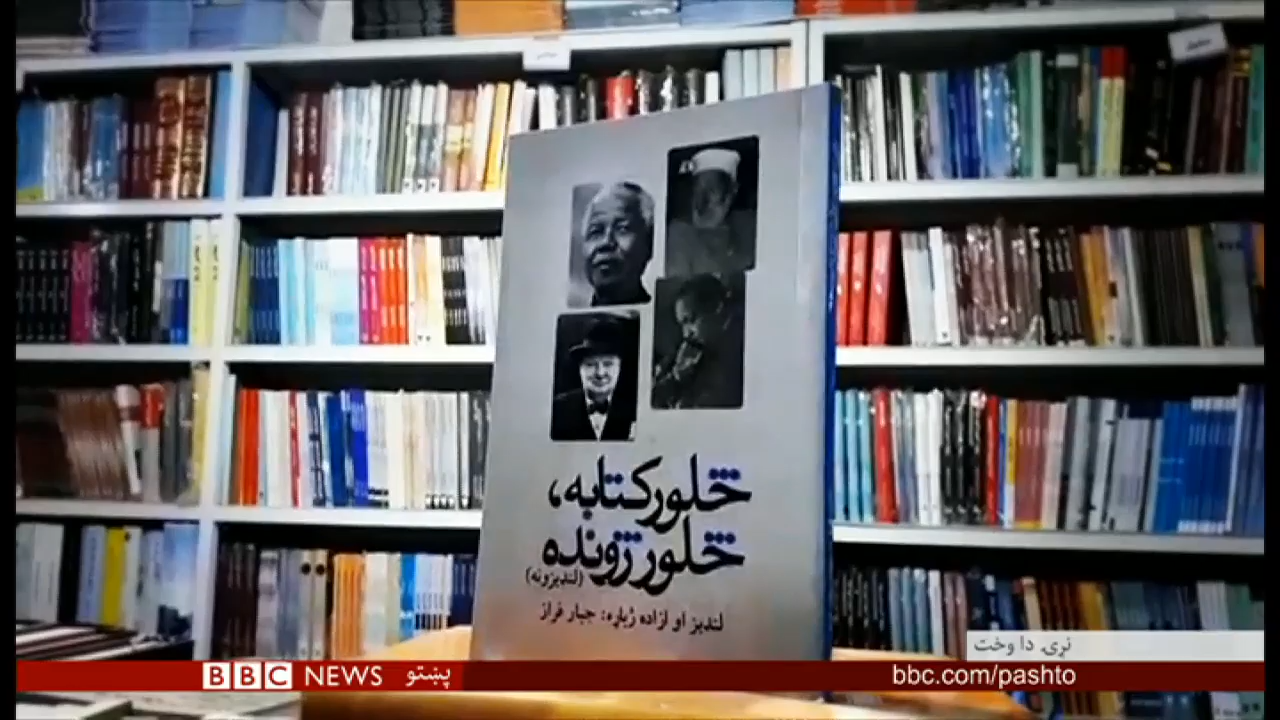 څلور کتابه،
څلور ژونده
(لنډيزونه)
لنډيز او ازاده ژباړه: جبار فراز
نړۍ دا وخت
BBC NEWS پښتو
bbc.com/pashto